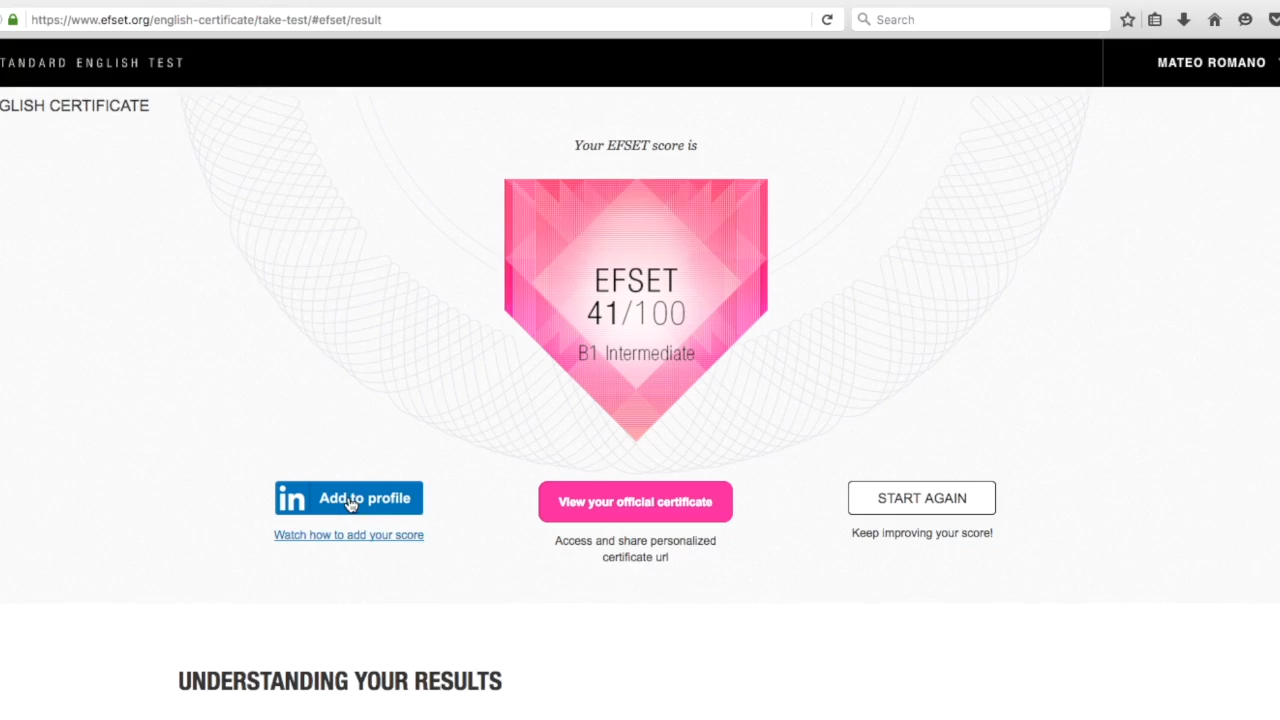 https://www.efset.org/english-certificate/take-test/#efset/result
Search
TANDARD ENGLISH TEST
MATEO ROMANO
GLISH CERTIFICATE
Your EFSET score is
EFSET
41/100
B1 Intermediate
in Add to profile
View your official certificate
START AGAIN
Watch how to add your score
Access and share personalized
certificate url
Keep improving your score!
UNDERSTANDING YOUR RESULTS